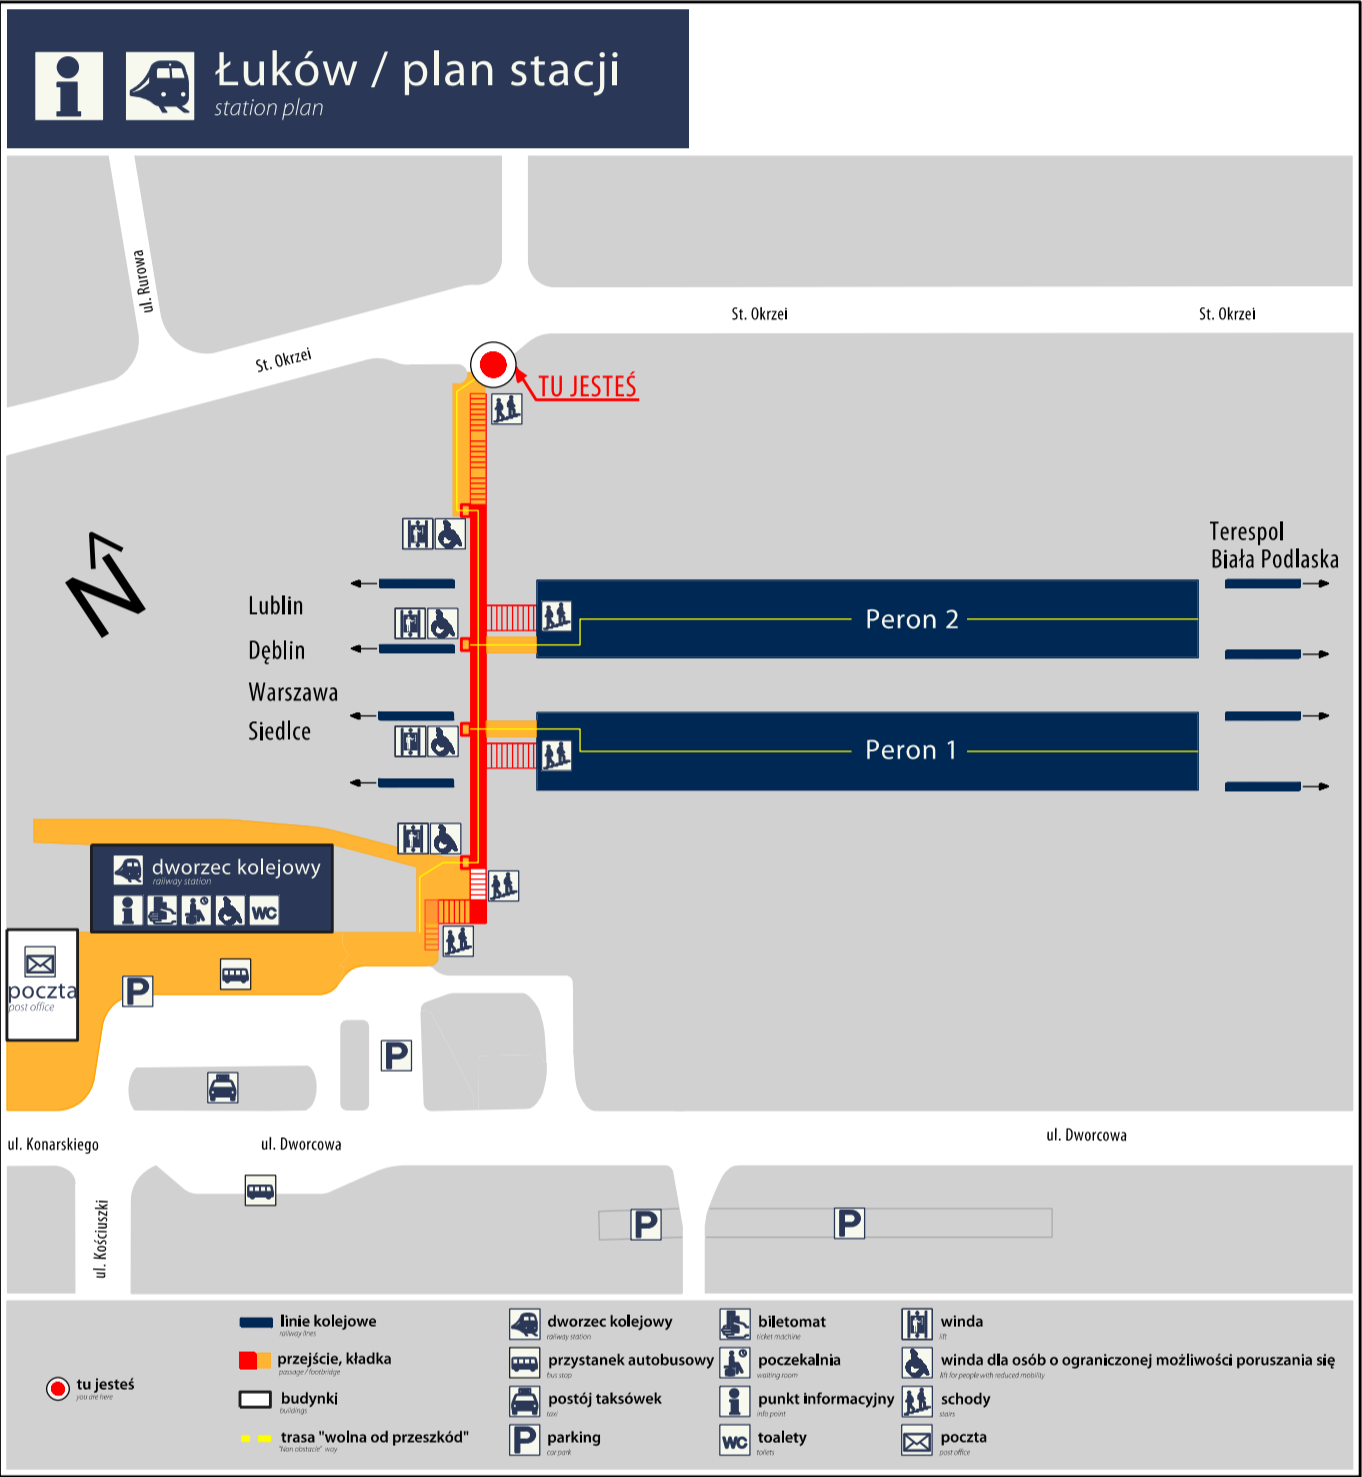 Łuków / plan stacji
station plan
ul. Rurowa
St. Okrzei
St. Okrzei
St. Okrzei
TU JESTEŚ
N
Terespol
Biała Podlaska
Lublin
Dęblin
Warszawa
Siedlce
Peron 2
Peron 1
dworzec kolejowy
railway station
WC
poczta
post office
P
P
ul. Konarskiego
ul. Dworcowa
ul. Dworcowa
ul. Kościuszki
P
P
tu jesteś
you are here
linie kolejowe
railway lines
przejście, kładka
passage / footbridge
budynki
buildings
trasa "wolna od przeszkód"
"Non obstacle" way
dworzec kolejowy
railway station
przystanek autobusowy
bus stop
postój taksówek
taxi
P
parking
car park
biletomat
ticket machine
poczekalnia
waiting room
punkt informacyjny
info point
WC
toalety
toilets
winda
lift
winda dla osób o ograniczonej możliwości poruszania się
lift for people with reduced mobility
schody
stairs
poczta
post office